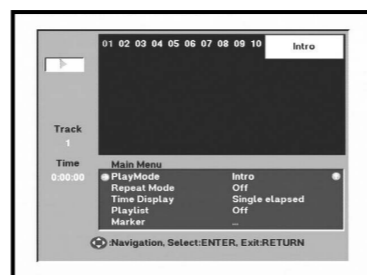 01 02 03 04 05 06 07 08 09 10 Intro
Track
1
Time
0:00:00
Main Menu
PlayMode Intro
Repeat Mode Off
Time Display Single elapsed
Playlist Off
Marker ...
:Navigation, Select:ENTER, Exit:RETURN